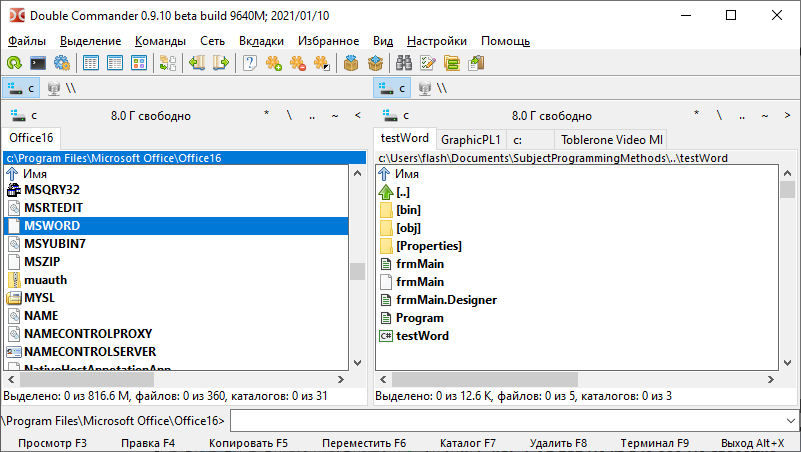 Double Commander 0.9.10 beta build 9640M; 2021/01/10
Файлы Выделение Команды Сеть Вкладки Избранное Вид Настройки Помощь
c \\ c \\
c 8.0 Г свободно * \ .. ~ < c 8.0 Г свободно * \ .. ~ >
Office16 testWord GraphicPL1 c: Toblerone Video MI
c:\Program Files\Microsoft Office\Office16 c:\Users\flash\Documents\SubjectProgrammingMethods\..\testWord
Имя Имя
MSQRY32 [..]
MSRTEDIT [bin]
MSWORD [obj]
MSYUBIN7 [Properties]
MSZIP frmMain
muauth frmMain
MYSL frmMain.Designer
NAME Program
NAMECONTROLPROXY C# testWord
NAMECONTROLSERVER
NativeHostAnnotationApp
Выделено: 0 из 816.6 M, файлов: 0 из 360, каталогов: 0 из 31 Выделено: 0 из 12.6 K, файлов: 0 из 5, каталогов: 0 из 3
\Program Files\Microsoft Office\Office16>
Просмотр F3 Правка F4 Копировать F5 Переместить F6 Каталог F7 Удалить F8 Терминал F9 Выход Alt+X